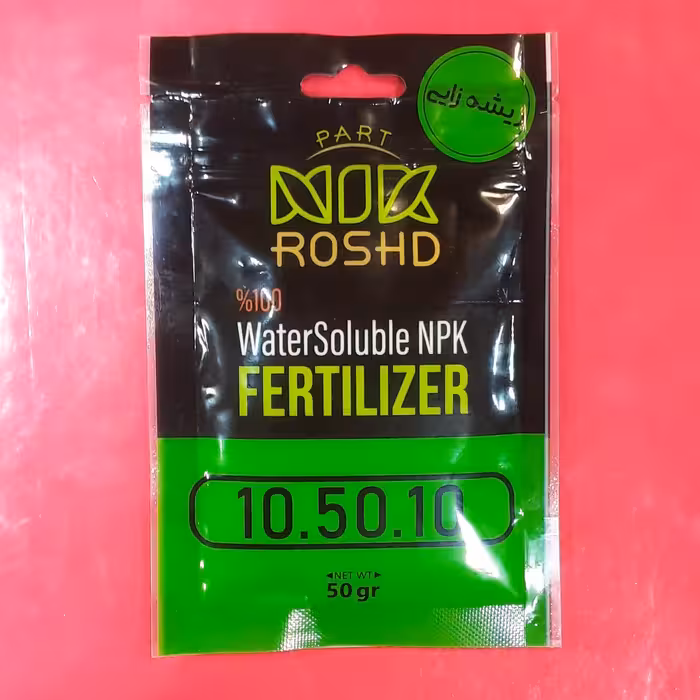 ریشه زایی
PART
NIK
ROSHD
%100
WaterSoluble NPK
FERTILIZER
10.50.10
◄NET WT►
50 gr